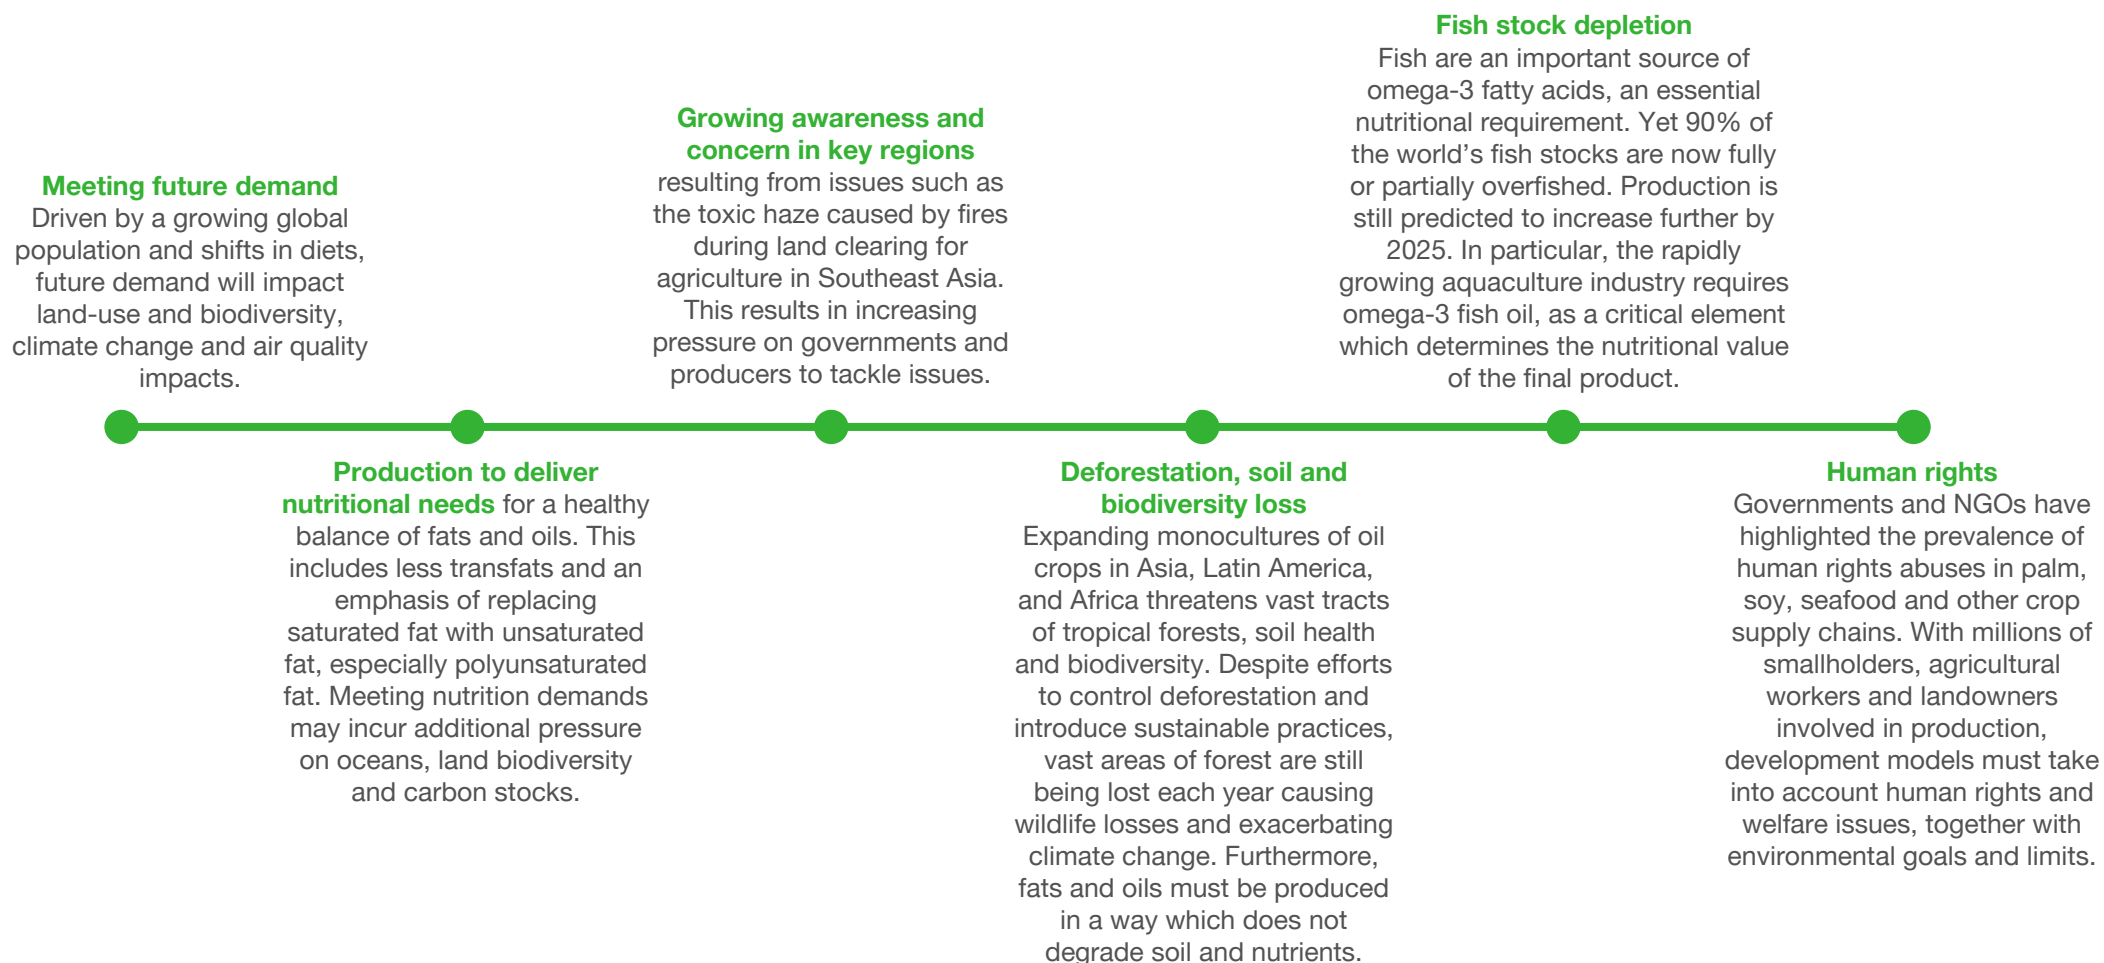 Meeting future demand
Driven by a growing global
population and shifts in diets,
future demand will impact
land-use and biodiversity,
climate change and air quality
impacts.
Production to deliver
nutritional needs for a healthy
balance of fats and oils. This
includes less transfats and an
emphasis of replacing
saturated fat with unsaturated
fat, especially polyunsaturated
fat. Meeting nutrition demands
may incur additional pressure
on oceans, land biodiversity
and carbon stocks.
Growing awareness and
concern in key regions
resulting from issues such as
the toxic haze caused by fires
during land clearing for
agriculture in Southeast Asia.
This results in increasing
pressure on governments and
producers to tackle issues.
Deforestation, soil and
biodiversity loss
Expanding monocultures of oil
crops in Asia, Latin America,
and Africa threatens vast tracts
of tropical forests, soil health
and biodiversity. Despite efforts
to control deforestation and
introduce sustainable practices,
vast areas of forest are still
being lost each year causing
wildlife losses and exacerbating
climate change. Furthermore,
fats and oils must be produced
in a way which does not
degrade soil and nutrients.
Fish stock depletion
Fish are an important source of
omega-3 fatty acids, an essential
nutritional requirement. Yet 90% of
the world’s fish stocks are now fully
or partially overfished. Production is
still predicted to increase further by
2025. In particular, the rapidly
growing aquaculture industry requires
omega-3 fish oil, as a critical element
which determines the nutritional value
of the final product.
Human rights
Governments and NGOs have
highlighted the prevalence of
human rights abuses in palm,
soy, seafood and other crop
supply chains. With millions of
smallholders, agricultural
workers and landowners
involved in production,
development models must take
into account human rights and
welfare issues, together with
environmental goals and limits.